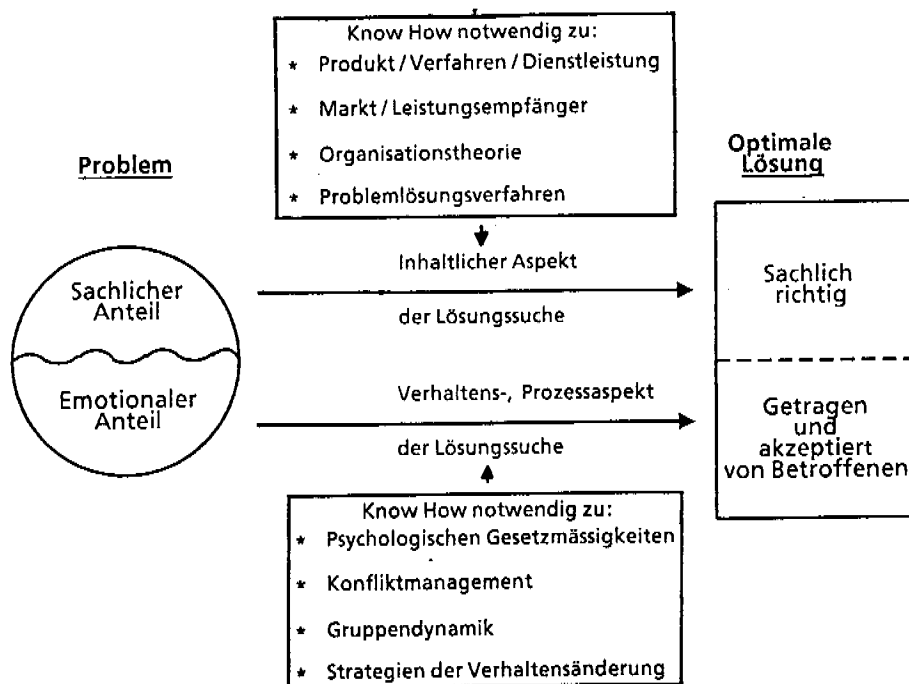 Know How notwendig zu:
* Produkt / Verfahren / Dienstleistung
* Markt / Leistungsempfänger
* Organisationstheorie
* Problemlösungsverfahren
Problem
Optimale
Lösung
Sachlicher
Anteil
Emotionaler
Anteil
Inhaltlicher Aspekt
der Lösungssuche
Verhaltens-, Prozessaspekt
der Lösungssuche
Sachlich
richtig
Getragen
und
akzeptiert
von Betroffenen
Know How notwendig zu:
* Psychologischen Gesetzmässigkeiten
* Konfliktmanagement
* Gruppendynamik
* Strategien der Verhaltensänderung